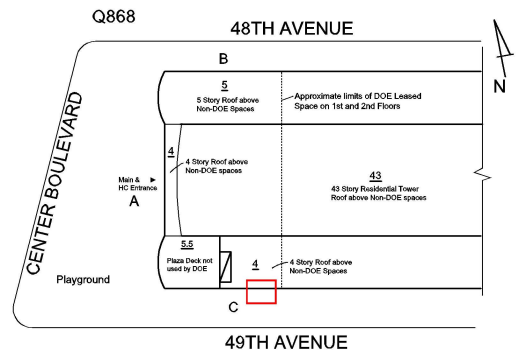 Q868
48TH AVENUE
B
N
5
5 Story Roof above
Non-DOE Spaces
Approximate limits of DOE Leased
Space on 1st and 2nd Floors
CENTER BOULEVARD
4
4 Story Roof above
Non-DOE spaces
Main &
HC Entrance
A
43
43 Story Residential Tower
Roof above Non-DOE spaces
5.5
Plaza Deck not
used by DOE
4
4 Story Roof above
Non-DOE Spaces
Playground
C
49TH AVENUE